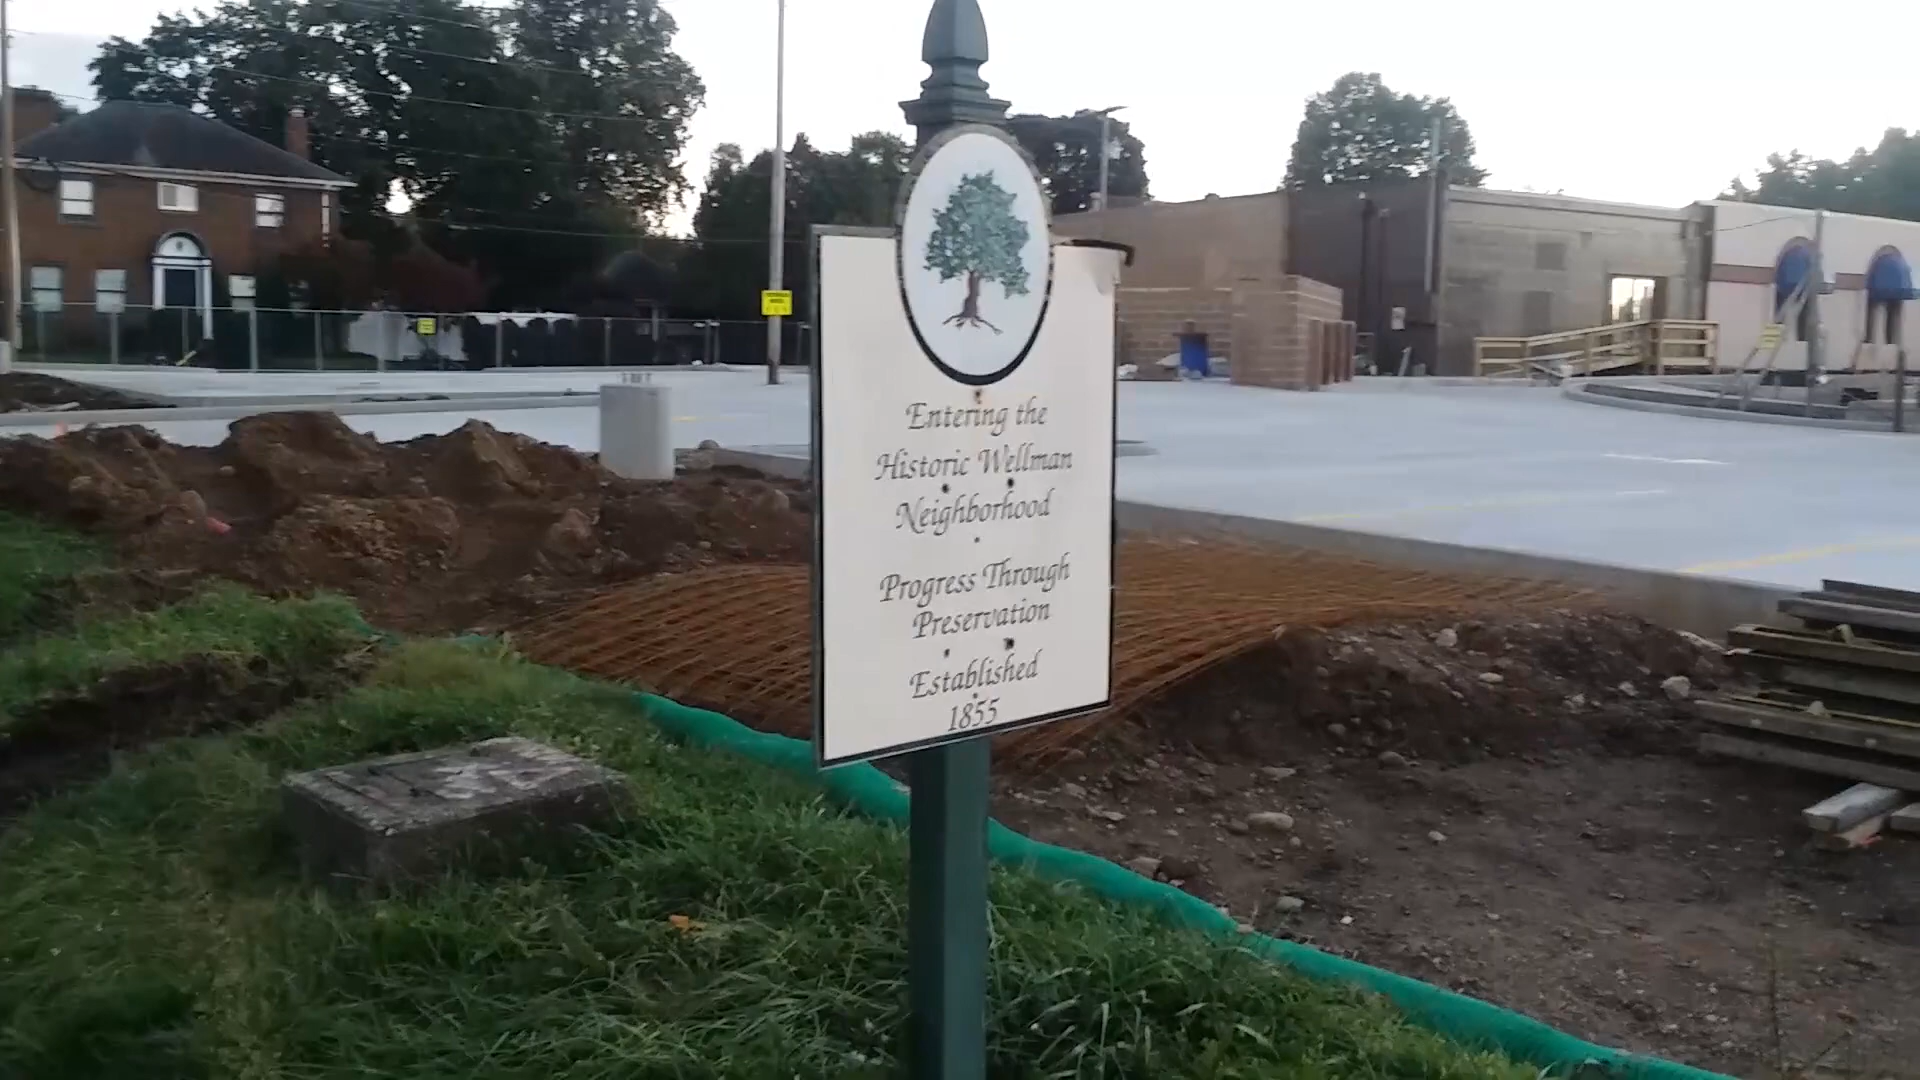 Entering the
Historic Wellman
Neighborhood
Progress Through
Preservation
Established
1855